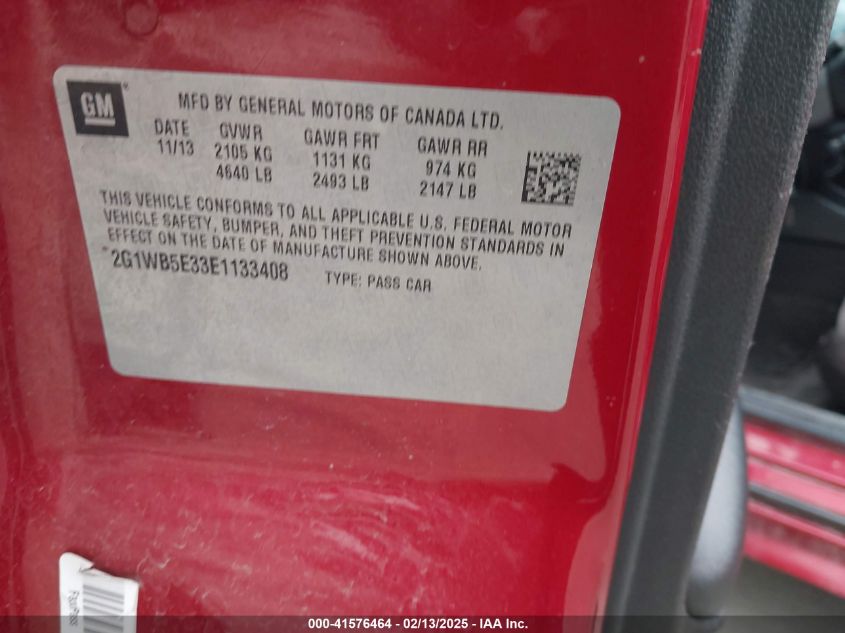 GM
MFD BY GENERAL MOTORS OF CANADA LTD.
DATE GVWR GAWR FRT GAWR RR
11/13 2105 KG 1131 KG 974 KG
4640 LB 2493 LB 2147 LB
THIS VEHICLE CONFORMS TO ALL APPLICABLE U.S. FEDERAL MOTOR
VEHICLE SAFETY, BUMPER, AND THEFT PREVENTION STANDARDS IN
EFFECT ON THE DATE OF MANUFACTURE SHOWN ABOVE.
*2G1WB5E33E1133408 TYPE: PASS CAR
000-41576464 - 02/13/2025 - IAA Inc.